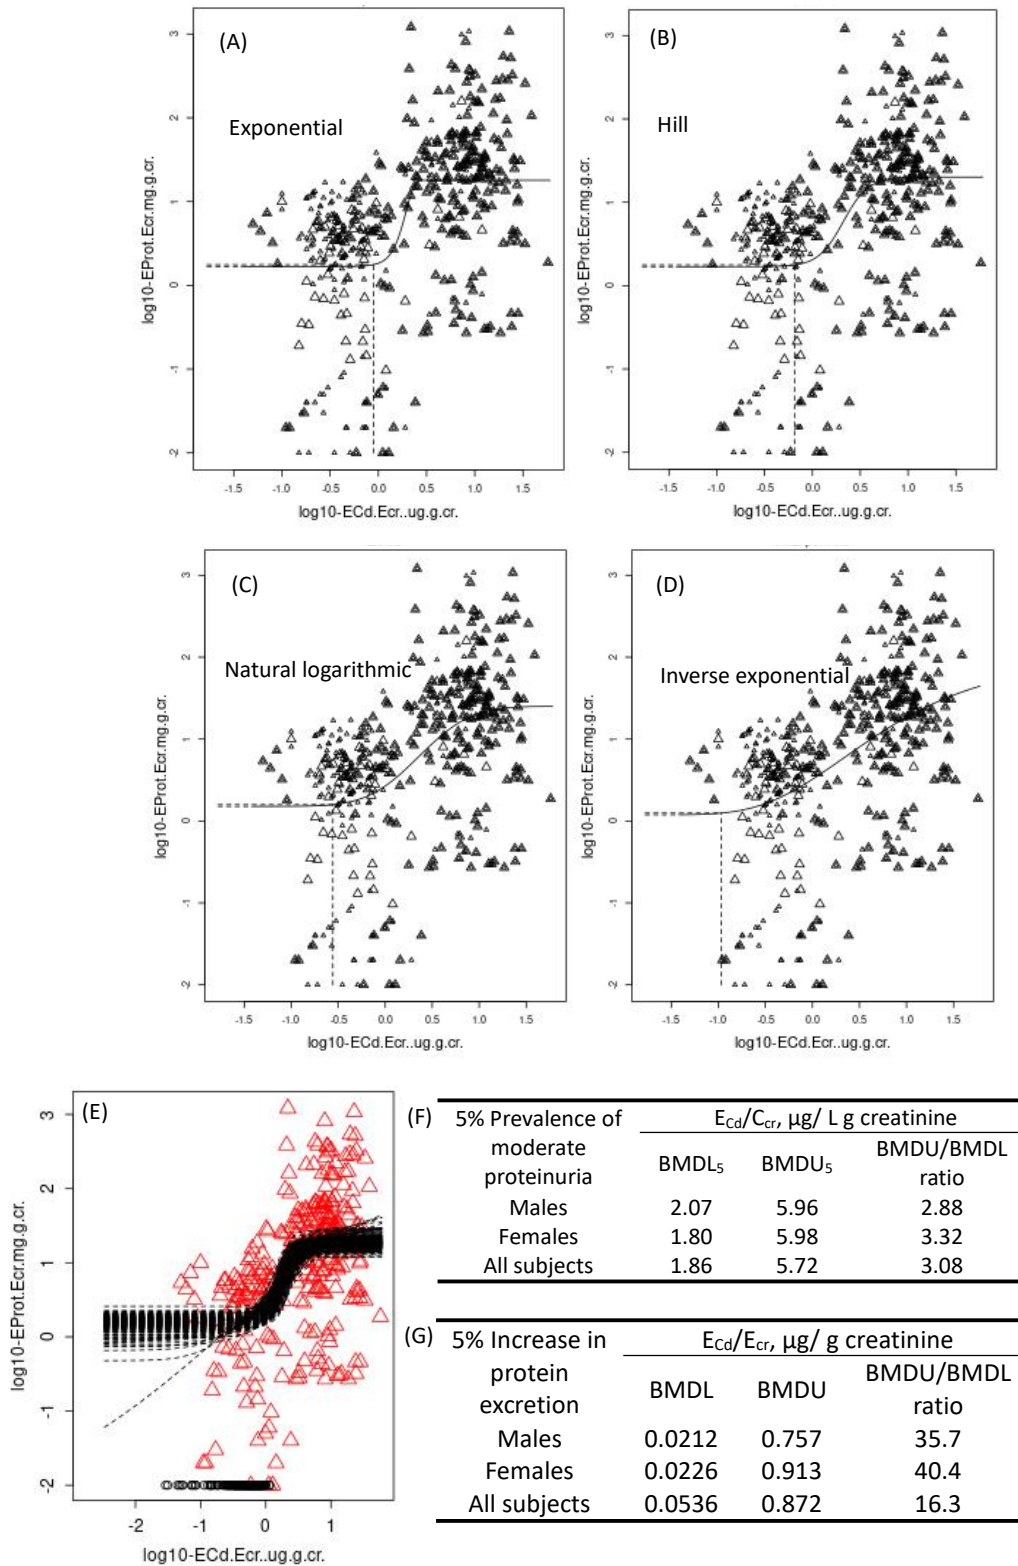 (A)
Exponential
log10-EProt.Ecr.mg.g.cr.
3
2
1
0
-1
-2
-1.5 -1.0 -0.5 0.0 0.5 1.0 1.5
log10-ECd.Ecr..ug.g.cr.
(B)
Hill
log10-EProt.Ecr.mg.g.cr.
3
2
1
0
-1
-2
-1.5 -1.0 -0.5 0.0 0.5 1.0 1.5
log10-ECd.Ecr..ug.g.cr.
(C)
Natural logarithmic
log10-EProt.Ecr.mg.g.cr.
3
2
1
0
-1
-2
-1.5 -1.0 -0.5 0.0 0.5 1.0 1.5
log10-ECd.Ecr..ug.g.cr.
(D)
Inverse exponential
log10-EProt.Ecr.mg.g.cr.
3
2
1
0
-1
-2
-1.5 -1.0 -0.5 0.0 0.5 1.0 1.5
log10-ECd.Ecr..ug.g.cr.
(E)
log10-EProt.Ecr.mg.g.cr.
3
2
1
0
-1
-2
-2 -1 0 1
log10-ECd.Ecr..ug.g.cr.
(F) 5% Prevalence of moderate proteinuria
ECd/Ccr, µg/ L g creatinine
BMDL5 BMDU5 BMDU/BMDL ratio
Males 2.07 5.96 2.88
Females 1.80 5.98 3.32
All subjects 1.86 5.72 3.08
(G) 5% Increase in protein excretion
ECd/Ecr, µg/ g creatinine
BMDL BMDU BMDU/BMDL ratio
Males 0.0212 0.757 35.7
Females 0.0226 0.913 40.4
All subjects 0.0536 0.872 16.3